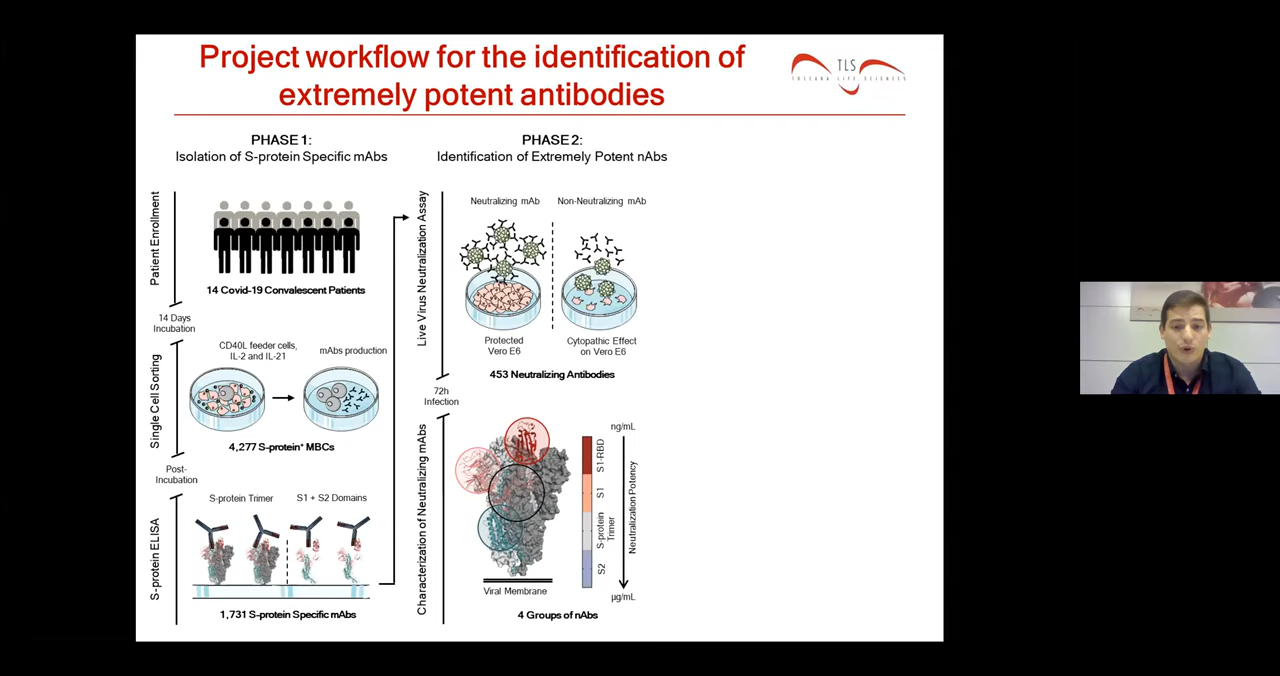 Project workflow for the identification of
extremely potent antibodies
TLS
TOSCANA LIFE SCIENCES
PHASE 1:
Isolation of S-protein Specific mAbs
Patient Enrollment
14 Covid-19 Convalescent Patients
14 Days
Incubation
Single Cell Sorting
CD40L feeder cells,
IL-2 and IL-21
mAbs production
4,277 S-protein⁺ MBCs
Post-
Incubation
S-protein ELISA
S-protein Trimer
S1 + S2 Domains
1,731 S-protein Specific mAbs
PHASE 2:
Identification of Extremely Potent nAbs
Live Virus Neutralization Assay
Neutralizing mAb
Non-Neutralizing mAb
Protected
Vero E6
Cytopathic Effect
on Vero E6
453 Neutralizing Antibodies
72h
Infection
Characterization of Neutralizing mAbs
Viral Membrane
S1-RBD
S1
S-protein
Trimer
S2
ng/mL
Neutralization Potency
µg/mL
4 Groups of nAbs